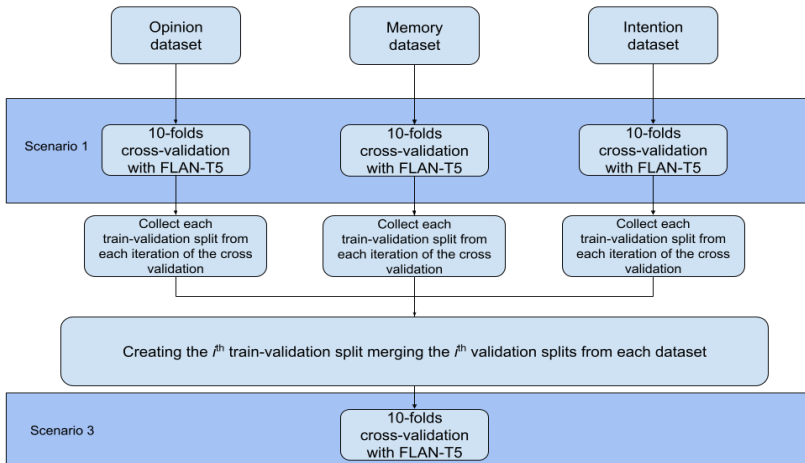 Opinion
dataset
Memory
dataset
Intention
dataset
Scenario 1
10-folds
cross-validation
with FLAN-T5
10-folds
cross-validation
with FLAN-T5
10-folds
cross-validation
with FLAN-T5
Collect each
train-validation split from
each iteration of the cross
validation
Collect each
train-validation split from
each iteration of the cross
validation
Collect each
train-validation split from
each iteration of the cross
validation
Creating the iᵗʰ train-validation split merging the iᵗʰ validation splits from each dataset
Scenario 3
10-folds
cross-validation
with FLAN-T5